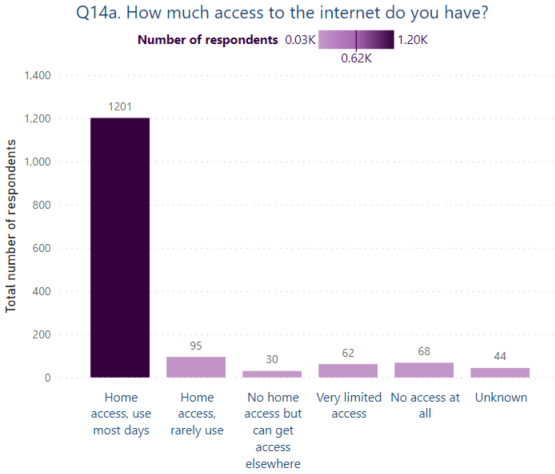 Q14a. How much access to the internet do you have?
Number of respondents 0.03K 1.20K
0.62K
Total number of respondents
1,400
1,200
1,000
800
600
400
200
0
1201
95
30
62
68
44
Home
access, use
most days
Home
access,
rarely use
No home
access but
can get
access
elsewhere
Very limited
access
No access at
all
Unknown